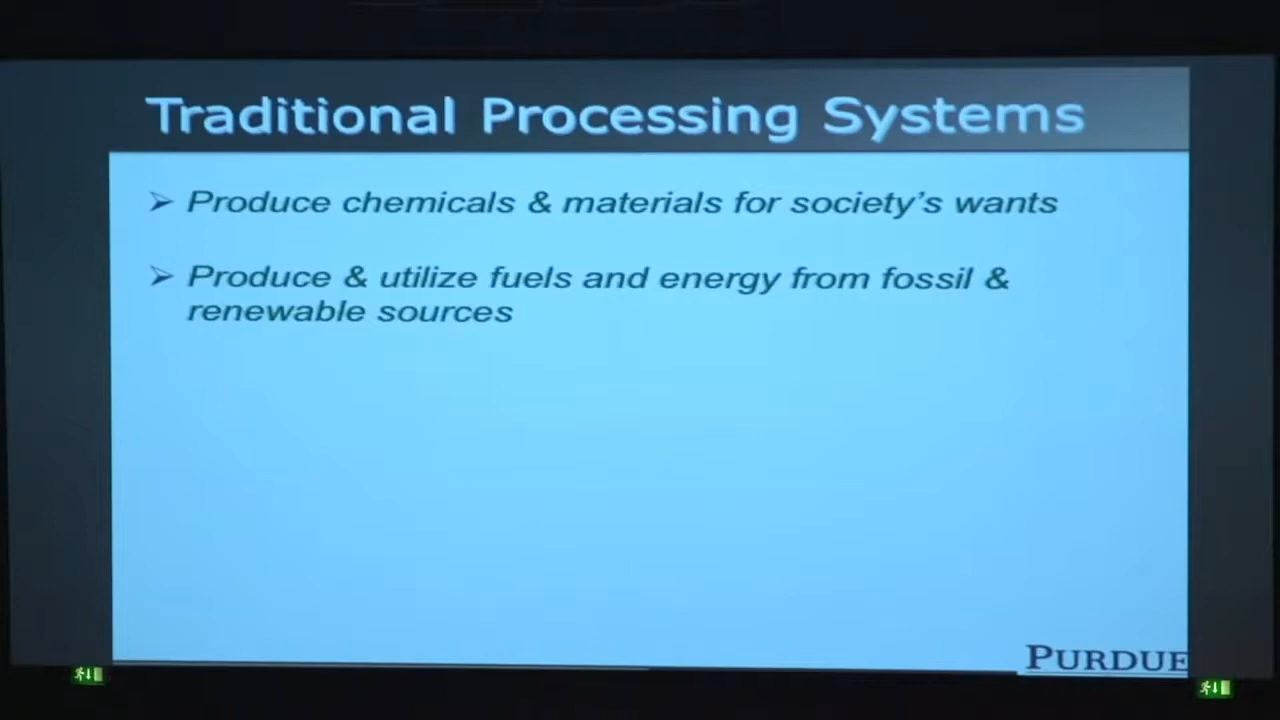 Traditional Processing Systems
➢ Produce chemicals & materials for society's wants
➢ Produce & utilize fuels and energy from fossil &
renewable sources
PURDUE